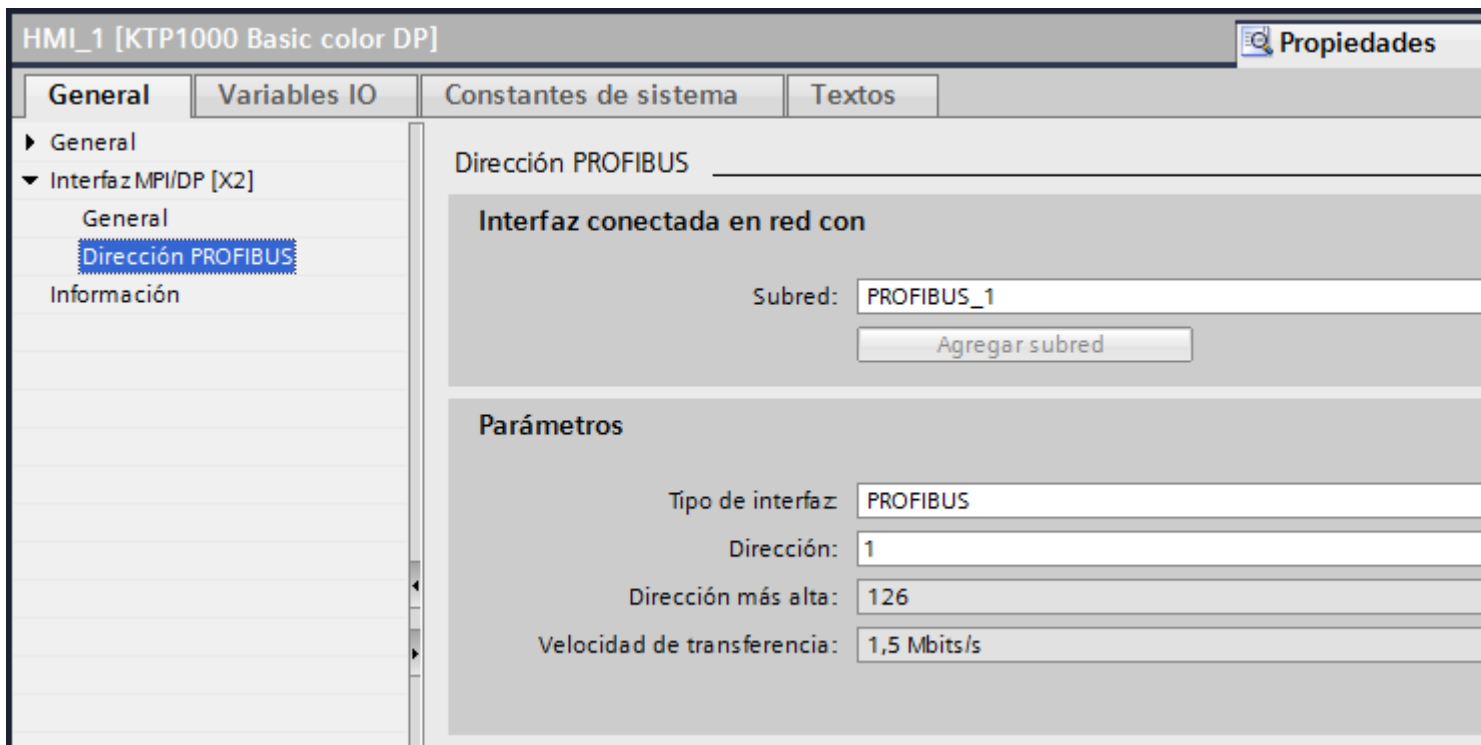 HMI_1 [KTP1000 Basic color DP]
Propiedades
General Variables IO Constantes de sistema Textos
General
Interfaz MPI/DP [X2]
General
Dirección PROFIBUS
Información
Dirección PROFIBUS
Interfaz conectada en red con
Subred: PROFIBUS_1
Agregar subred
Parámetros
Tipo de interfaz: PROFIBUS
Dirección: 1
Dirección más alta: 126
Velocidad de transferencia: 1,5 Mbits/s